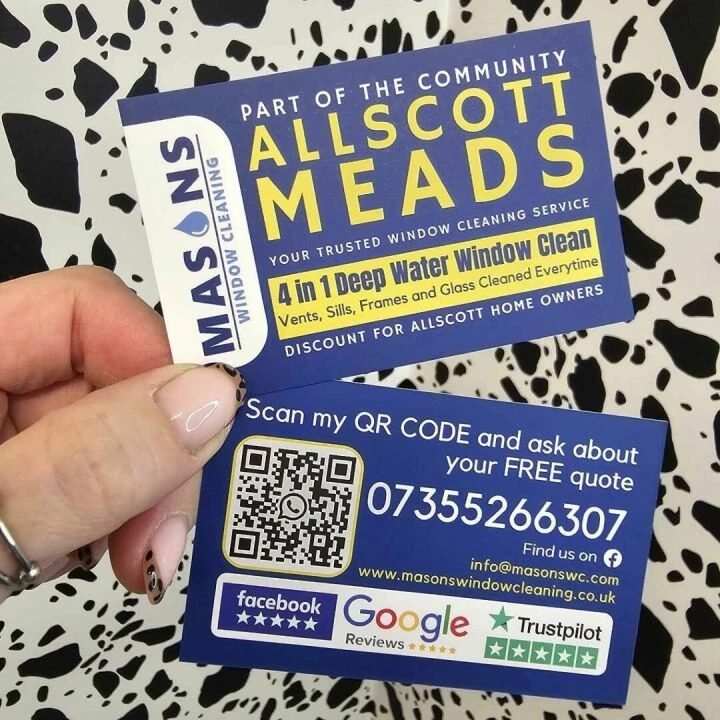 MASONS
WINDOW CLEANING
PART OF THE COMMUNITY
ALLSCOTT
MEADS
YOUR TRUSTED WINDOW CLEANING SERVICE
4 in 1 Deep Water Window Clean
Vents, Sills, Frames and Glass Cleaned Everytime
DISCOUNT FOR ALLSCOTT HOME OWNERS
Scan my QR CODE and ask about
your FREE quote
07355266307
Find us on
info@masonswc.com
www.masonswindowcleaning.co.uk
facebook
Google
Reviews
Trustpilot